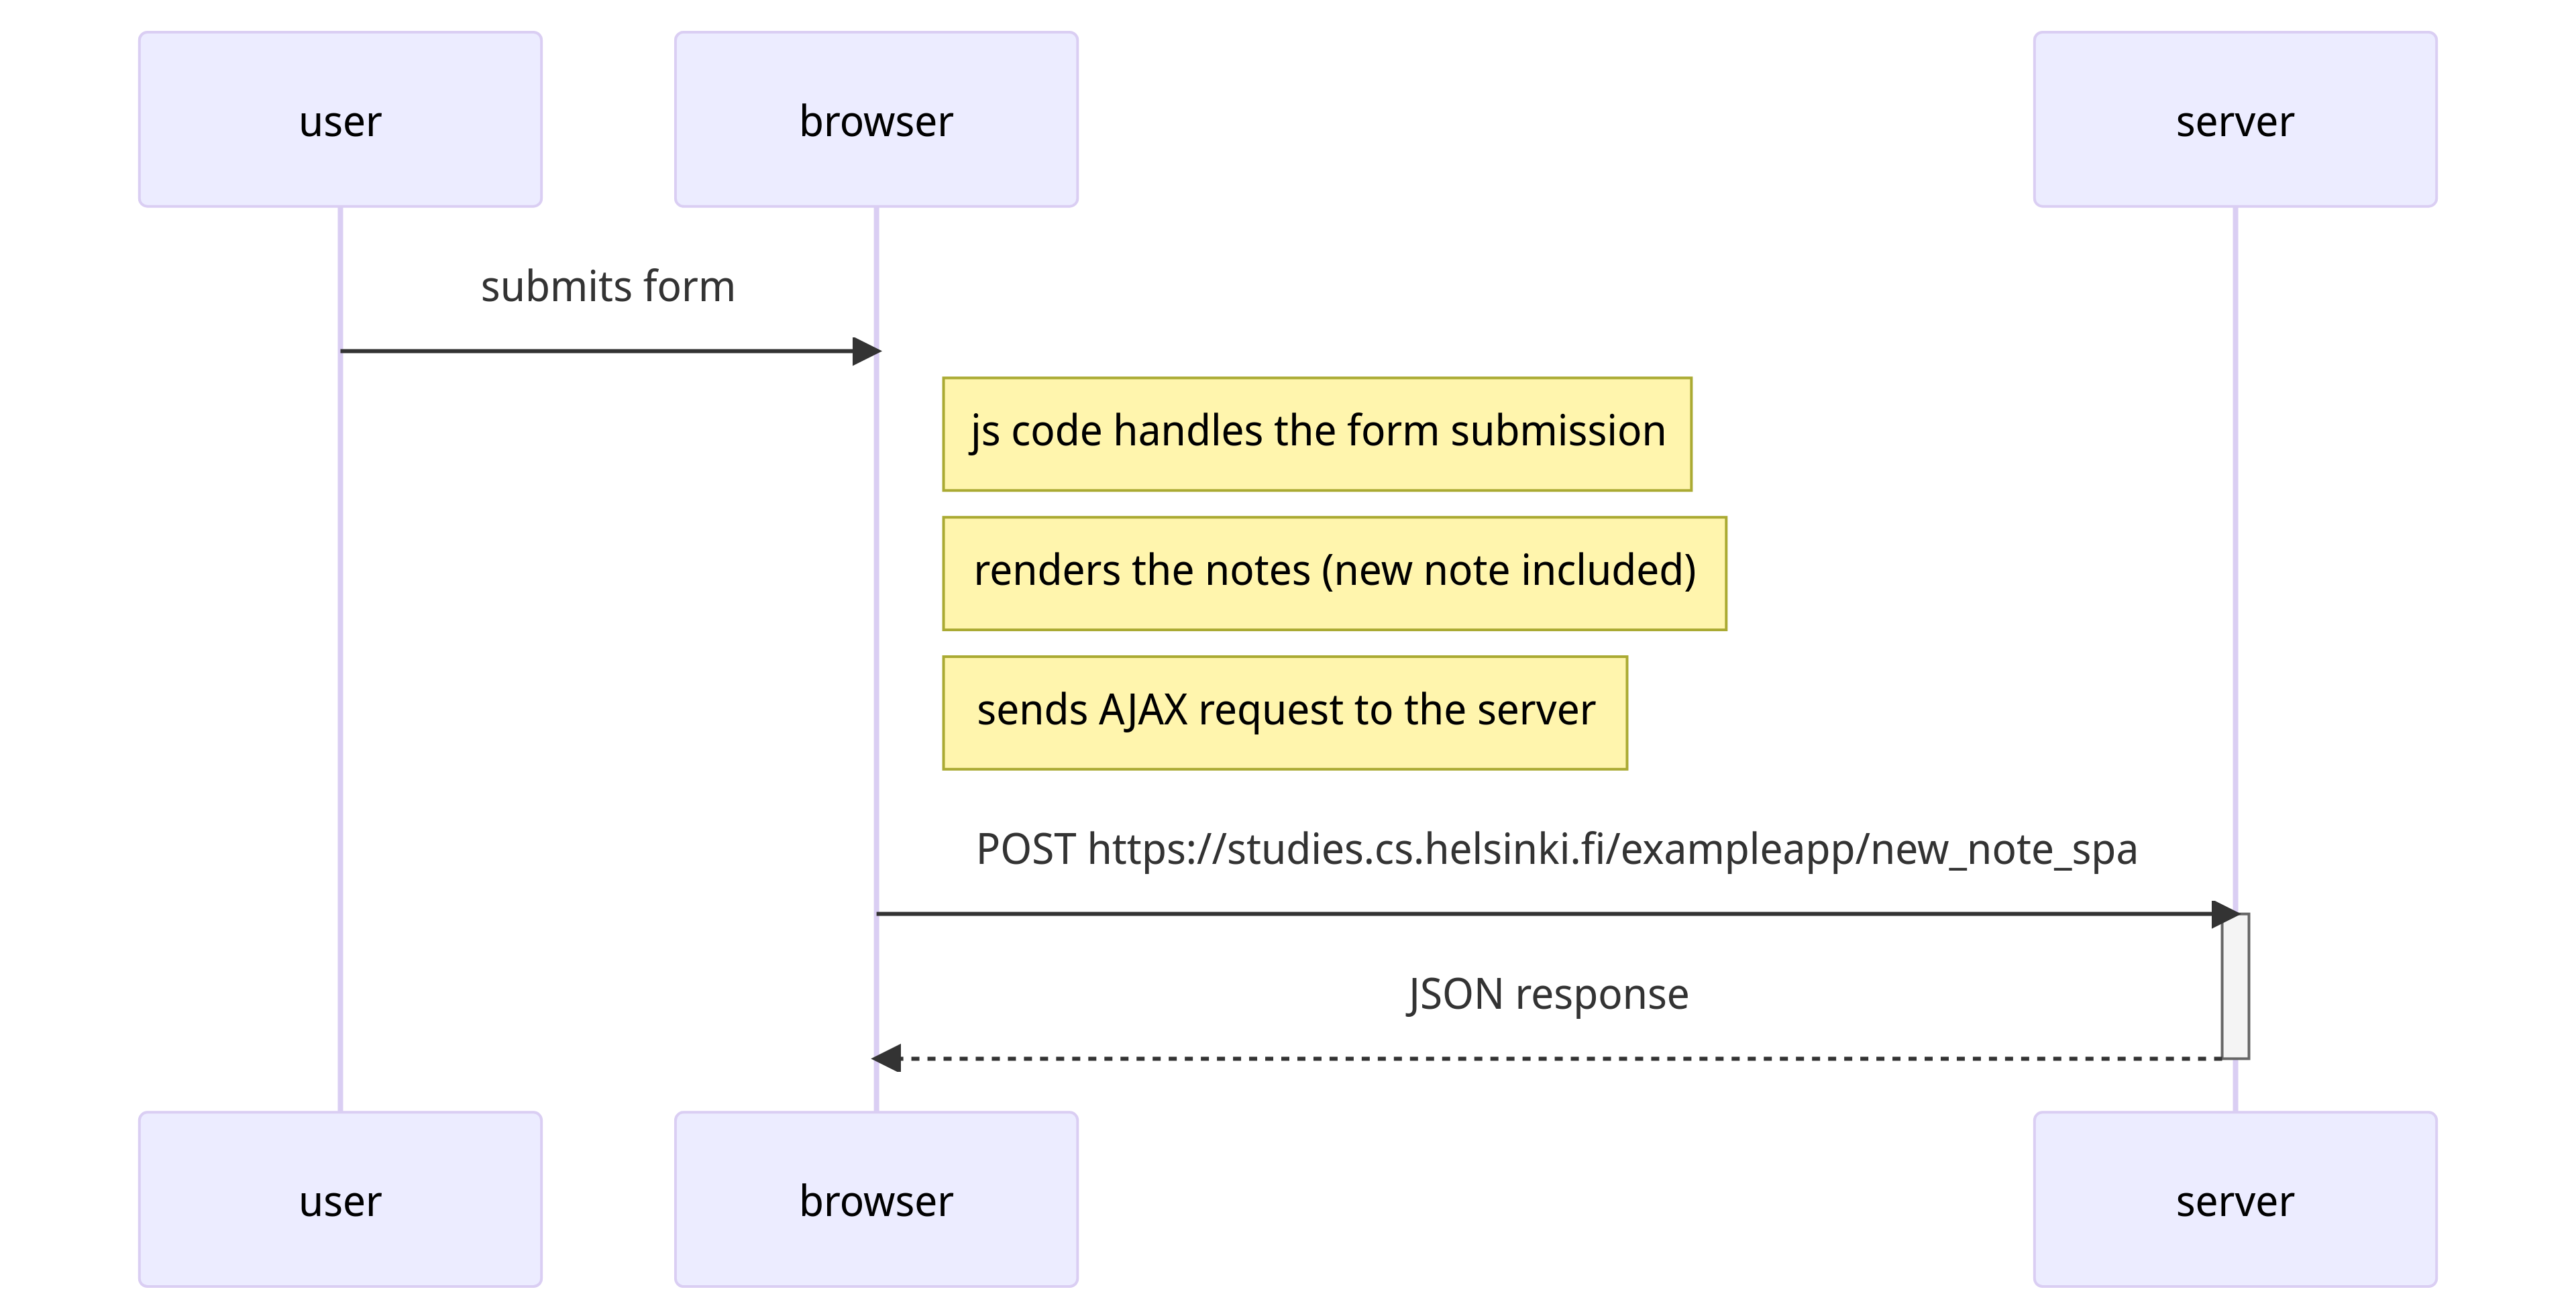 user
browser
server
submits form
js code handles the form submission
renders the notes (new note included)
sends AJAX request to the server
POST https://studies.cs.helsinki.fi/exampleapp/new_note_spa
JSON response
user
browser
server